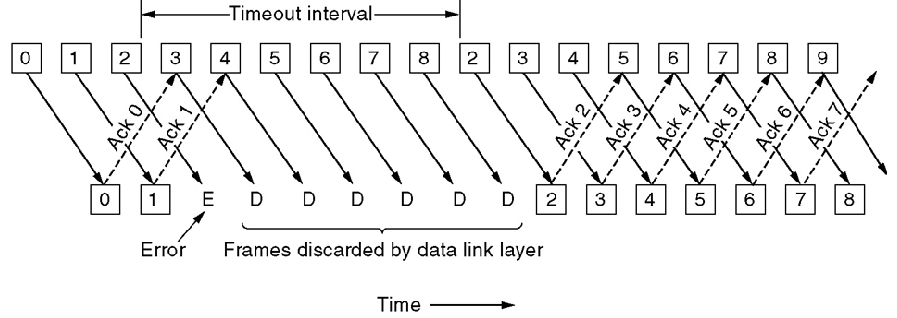 Timeout interval
0 1 2 3 4 5 6 7 8 2 3 4 5 6 7 8 9
Ack 0 Ack 1 Ack 2 Ack 3 Ack 4 Ack 5 Ack 6 Ack 7
0 1 E D D D D D D 2 3 4 5 6 7 8
Error Frames discarded by data link layer
Time